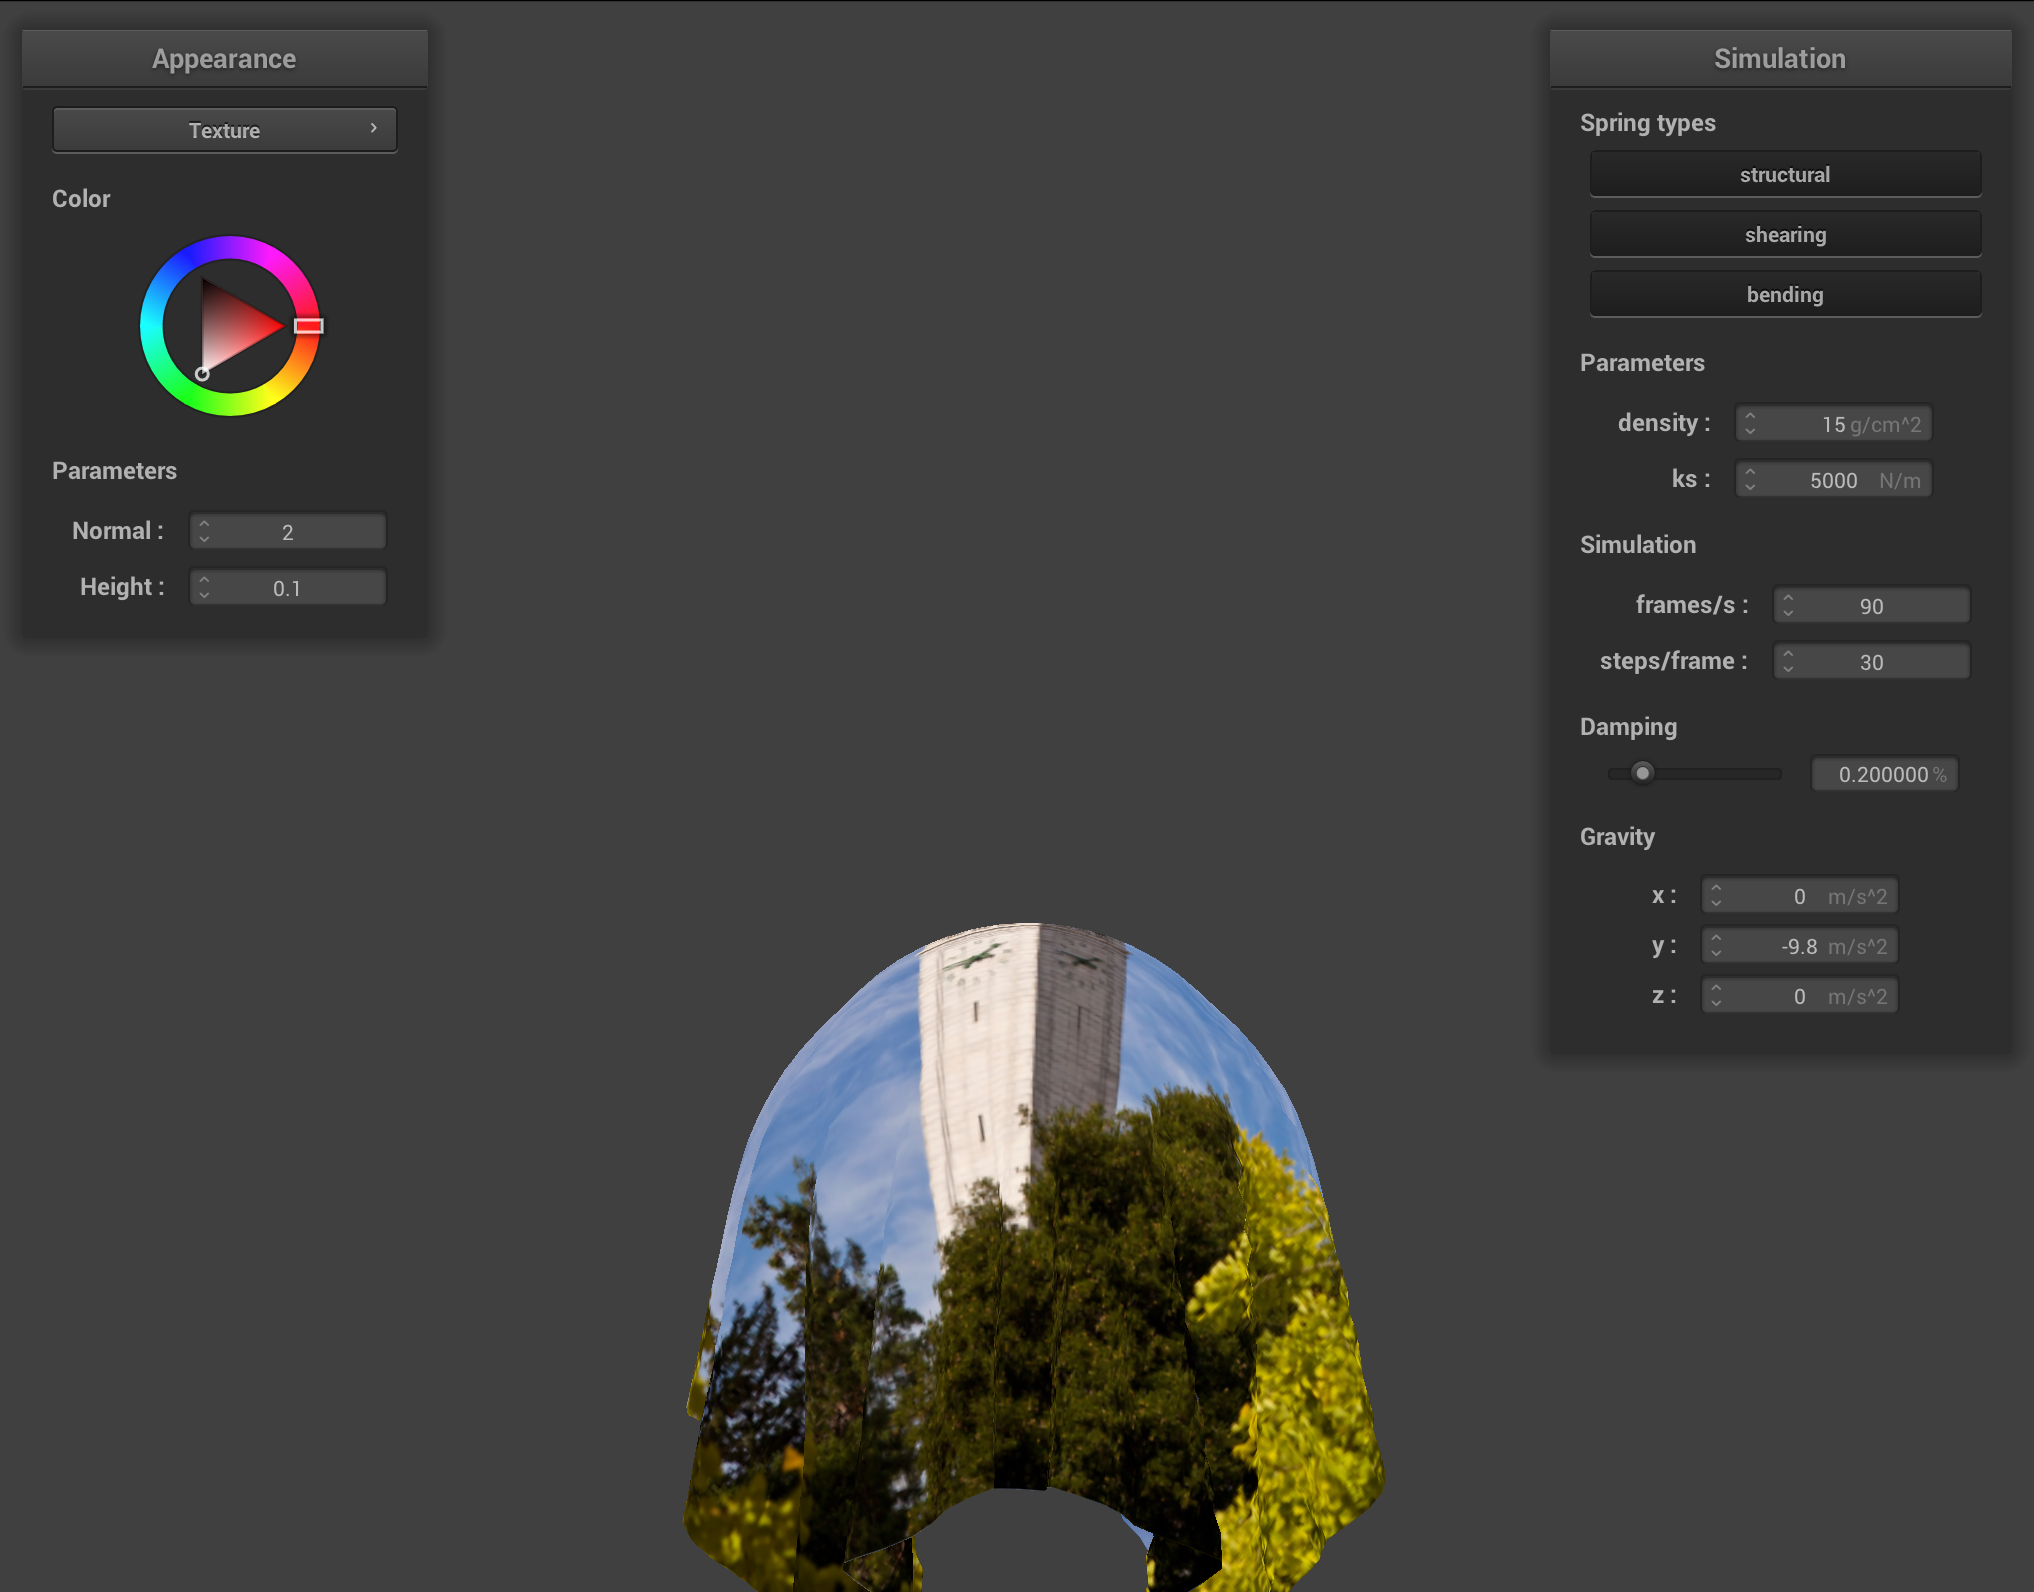 Appearance
Texture
Color
Parameters
Normal : 2
Height : 0.1
Simulation
Spring types
structural
shearing
bending
Parameters
density : 15 g/cm^2
ks : 5000 N/m
Simulation
frames/s : 90
steps/frame : 30
Damping
0.200000 %
Gravity
x : 0 m/s^2
y : -9.8 m/s^2
z : 0 m/s^2